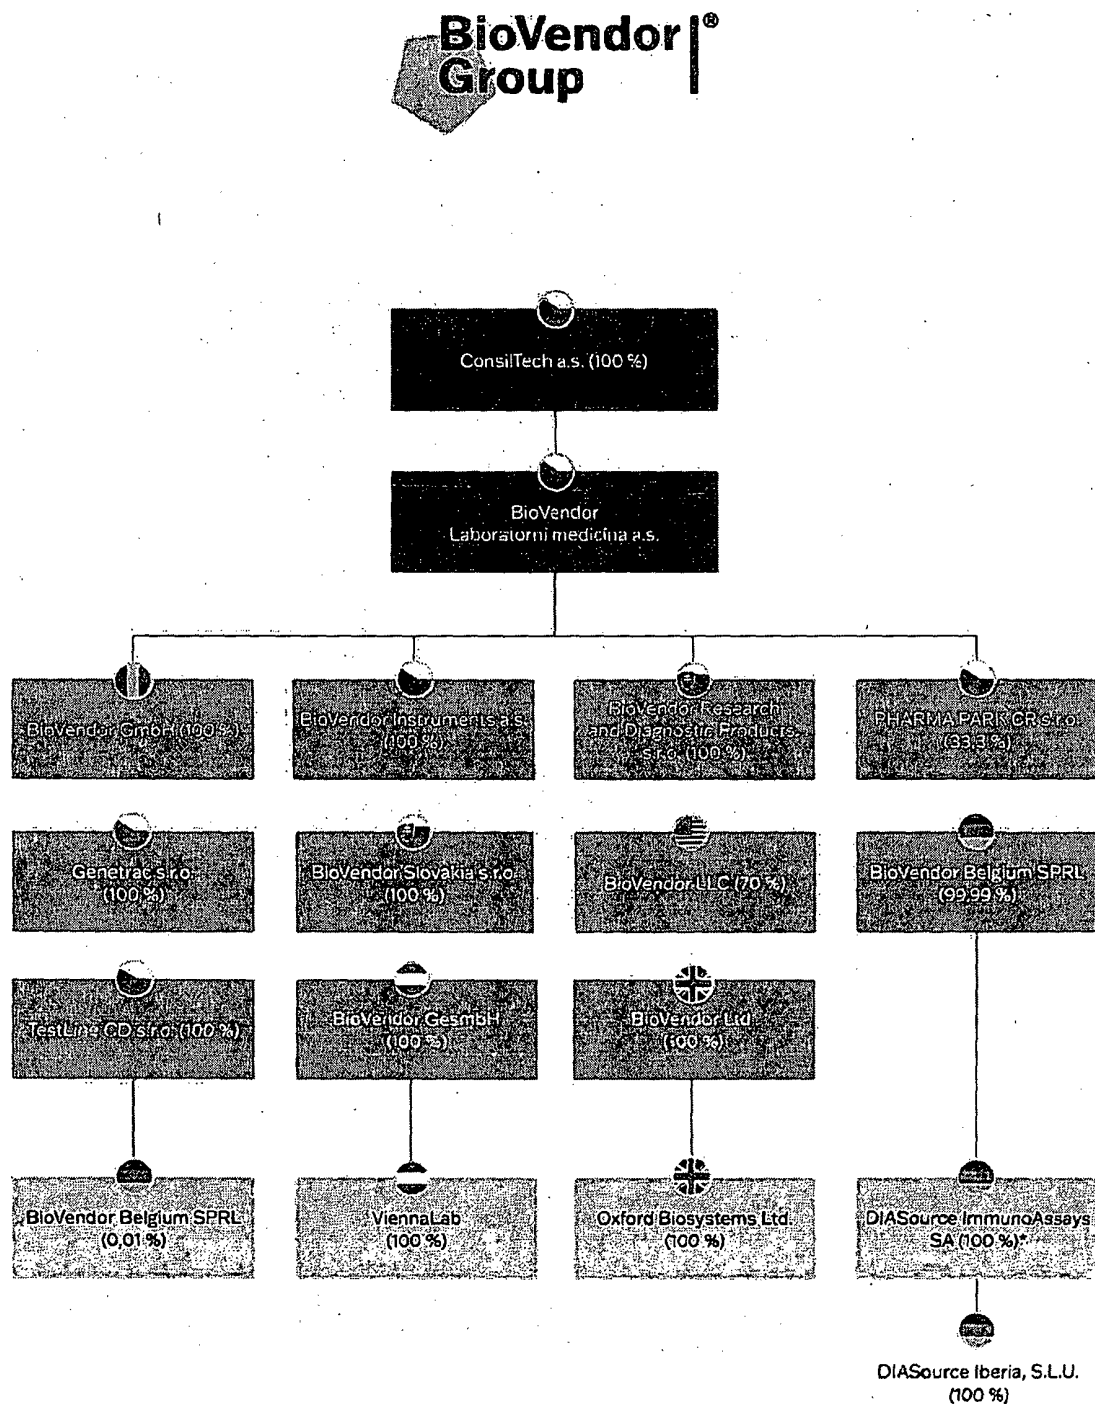 BioVendor
Group
®
ConsilTech a.s. (100 %)
BioVendor
Laboratorní medicína a.s.
BioVendor GmbH (100 %)
BioVendor Instruments a.s.
(100 %)
BioVendor Research
and Diagnostic Products
s.r.o. (100 %)
PHARMA PARK CR s.r.o.
(33,3 %)
Genetrac s.r.o.
(100 %)
BioVendor Slovakia s.r.o.
(100 %)
BioVendor LLC (70 %)
BioVendor Belgium SPRL
(99.99 %)
TestLine CD s.r.o. (100 %)
BioVendor GesmbH
(100 %)
BioVendor Ltd
(100 %)
BioVendor Belgium SPRL
(0.01 %)
ViennaLab
(100 %)
Oxford Biosystems Ltd.
(100 %)
DIASource ImmunoAssays
SA (100 %)*
DIASource Iberia, S.L.U.
(100 %)